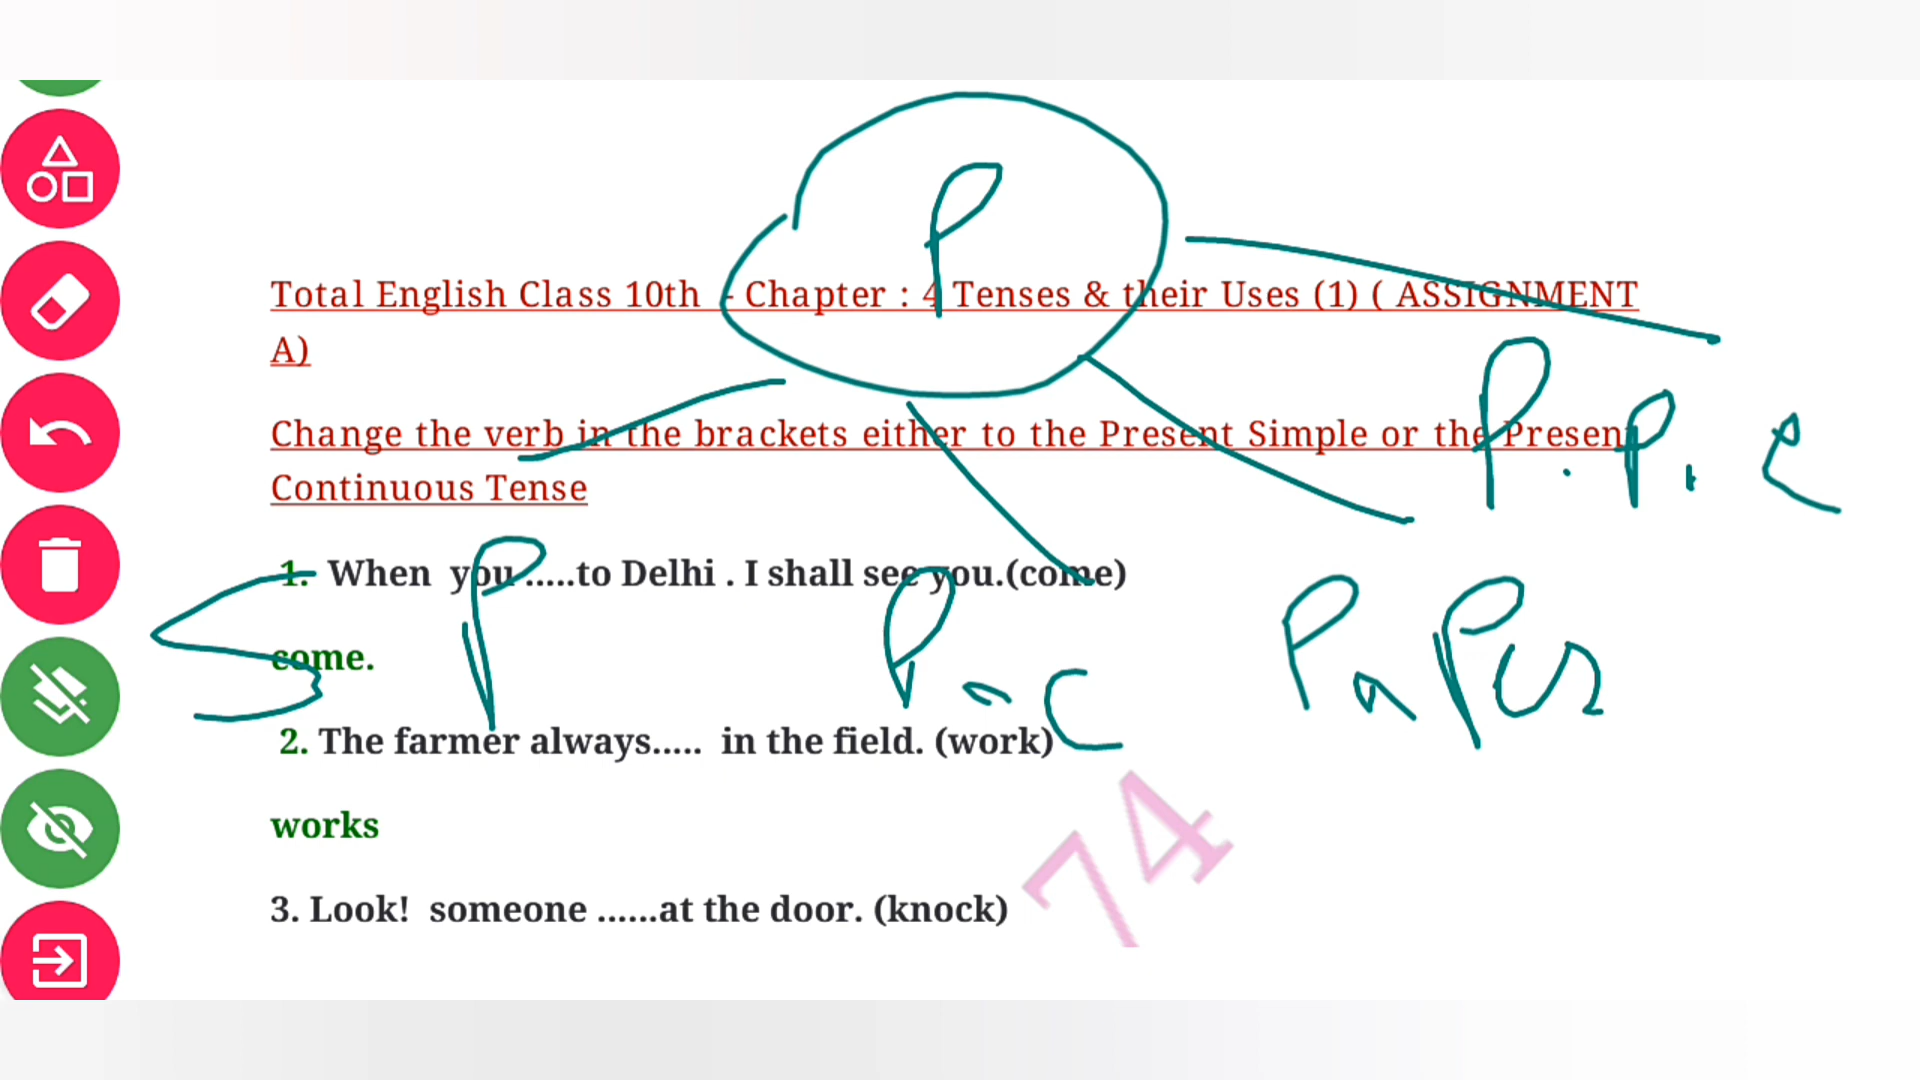 P
Total English Class 10th - Chapter : 4 Tenses & their Uses (1) ( ASSIGNMENT
A)
Change the verb in the brackets either to the Present Simple or the Present
Continuous Tense
P.P.C
1. When you .....to Delhi . I shall see you.(come)
S P
P
C
come.
2. The farmer always..... in the field. (work)
works
74
3. Look! someone ......at the door. (knock)